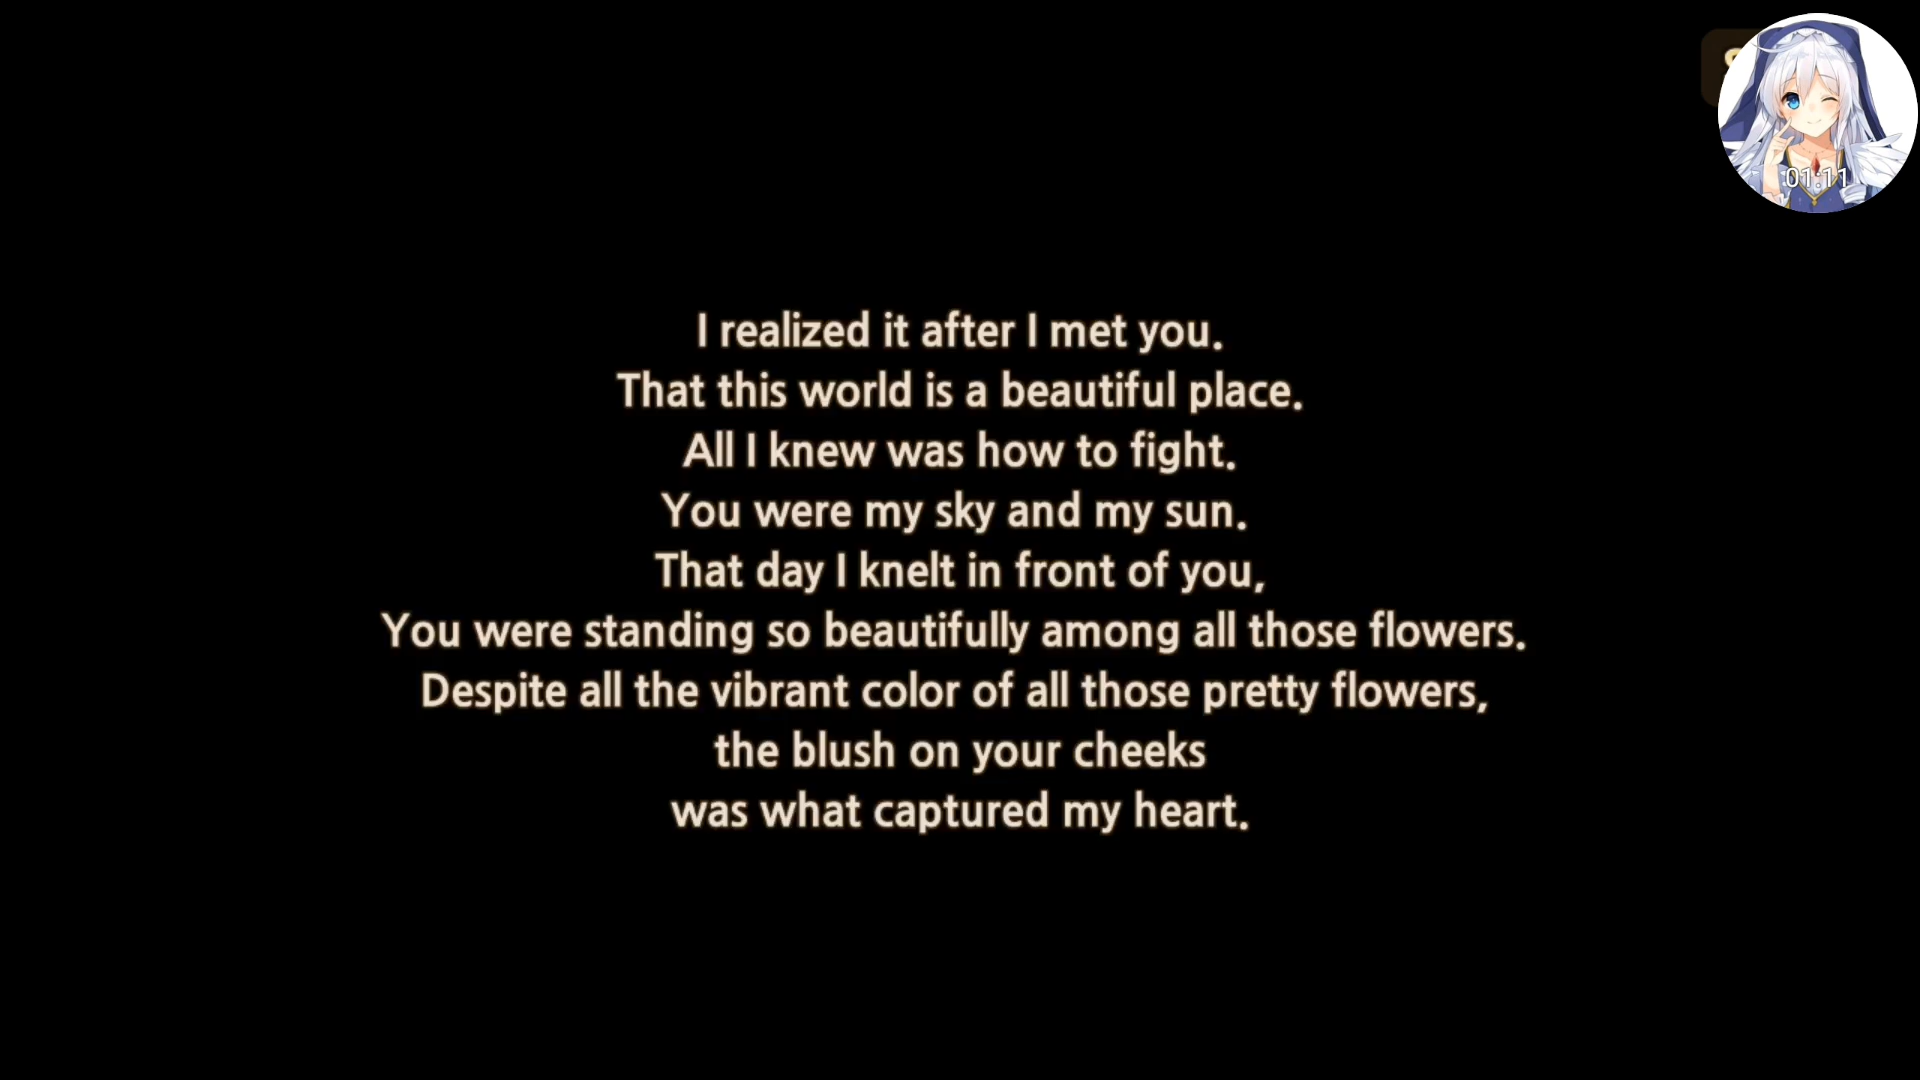 01:11
I realized it after I met you.
That this world is a beautiful place.
All I knew was how to fight.
You were my sky and my sun.
That day I knelt in front of you,
You were standing so beautifully among all those flowers.
Despite all the vibrant color of all those pretty flowers,
the blush on your cheeks
was what captured my heart.